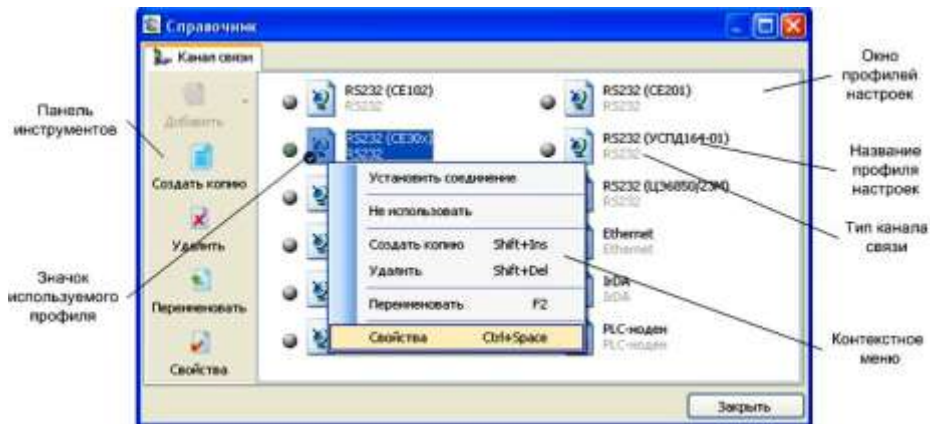 Справочник
Канал связи
Окно
профилей
настроек
Панель
инструментов
Добавить
RS232 (CE102)
RS232
RS232 (CE201)
RS232
RS232 (CE30x)
RS232
RS232 (УСПД164-01)
RS232
Название
профиля
настроек
Создать копию
Установить соединение
RS232 (ЦЭ6850/23М)
RS232
Не использовать
Тип канала
связи
Удалить
Создать копию Shift+Ins
Ethernet
Ethernet
Удалить Shift+Del
Значок
используемого
профиля
Переименовать
IrDA
IrDA
Переименовать F2
Свойства Ctrl+Space
PLC-модем
PLC-модем
Контекстное
меню
Свойства
Закрыть